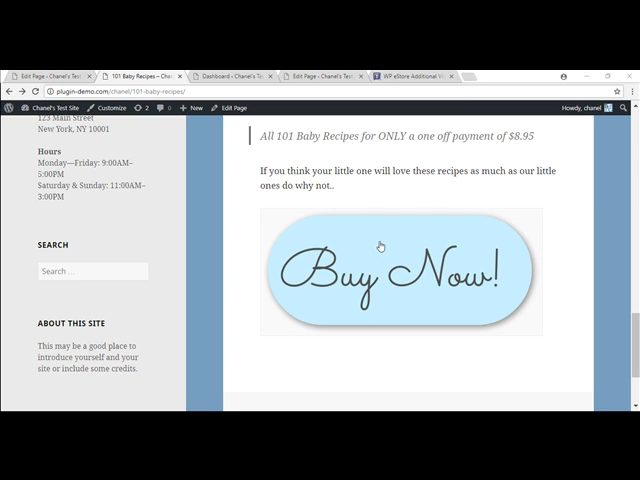 Edit Page ‹ Chanel's Test
101 Baby Recipes – Chan
Dashboard ‹ Chanel's Tes
Edit Page ‹ Chanel's Test
WP eStore Additional W
plugin-demo.com/chanel/101-baby-recipes/
Chanel's Test Site
Customize
2
0
New
Edit Page
Howdy, chanel
123 Main Street
New York, NY 10001
Hours
Monday—Friday: 9:00AM–
5:00PM
Saturday & Sunday: 11:00AM–
3:00PM
SEARCH
Search …
ABOUT THIS SITE
This may be a good place to
introduce yourself and your
site or include some credits.
All 101 Baby Recipes for ONLY a one off payment of $8.95
If you think your little one will love these recipes as much as our little
ones do why not..
Buy Now!